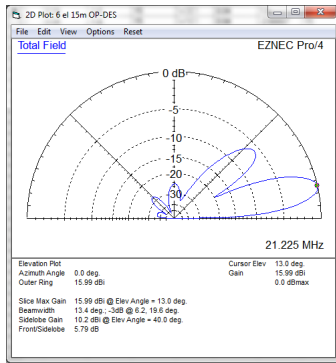 2D Plot: 6 el 15m OP-DES
File Edit View Options Reset
Total Field EZNEC Pro/4
0 dB
-5
-10
-15
-20
-30
21.225 MHz
Elevation Plot Cursor Elev 13.0 deg.
Azimuth Angle 0.0 deg. Gain 15.99 dBi
Outer Ring 15.99 dBi 0.0 dBmax
Slice Max Gain 15.99 dBi @ Elev Angle = 13.0 deg.
Beamwidth 13.4 deg.; -3dB @ 6.2, 19.6 deg.
Sidelobe Gain 10.2 dBi @ Elev Angle = 40.0 deg.
Front/Sidelobe 5.79 dB